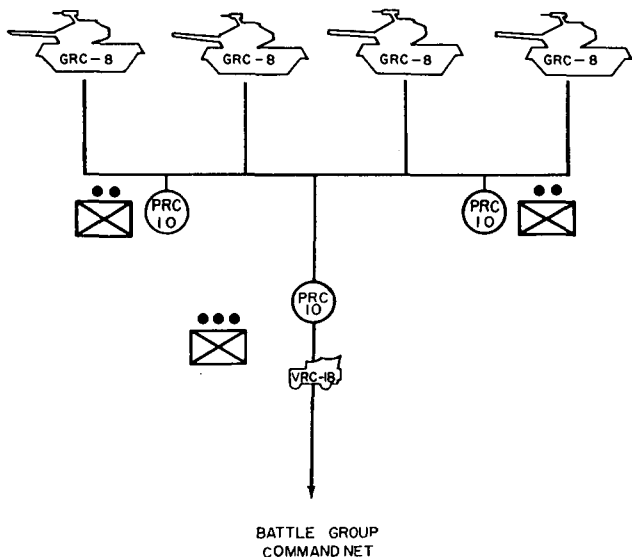 GRC-8
GRC-8
GRC-8
GRC-8
PRC
10
PRC
10
PRC
10
VRC-18
BATTLE GROUP
COMMAND NET